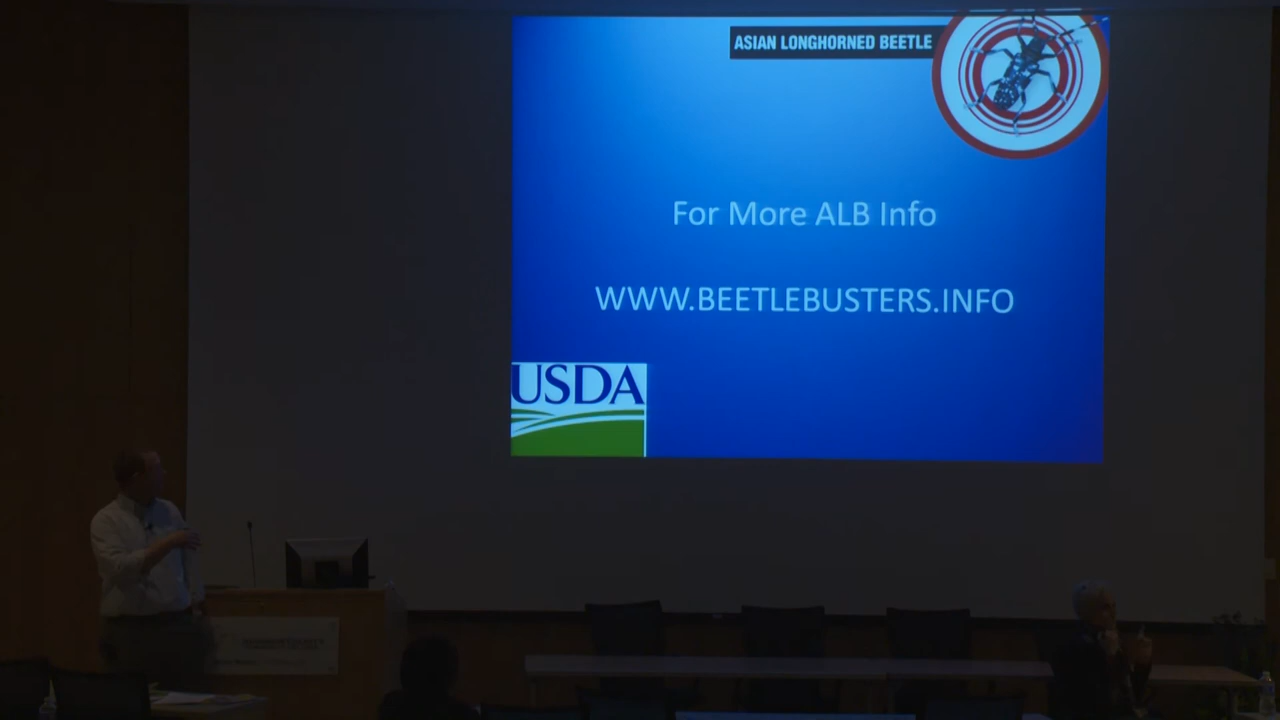 ASIAN LONGHORNED BEETLE
For More ALB Info
WWW.BEETLEBUSTERS.INFO
USDA